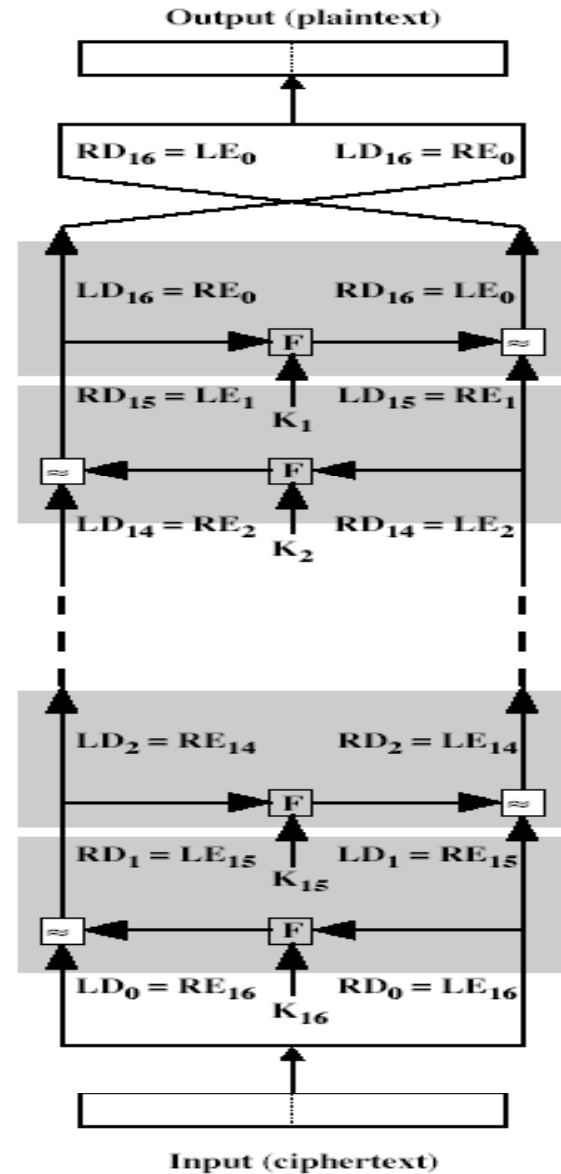 Output (plaintext)
RD₁₆ = LE₀ LD₁₆ = RE₀
LD₁₆ = RE₀ RD₁₆ = LE₀
F ≈
RD₁₅ = LE₁ LD₁₅ = RE₁
K₁
≈ F
LD₁₄ = RE₂ RD₁₄ = LE₂
K₂
LD₂ = RE₁₄ RD₂ = LE₁₄
F ≈
RD₁ = LE₁₅ LD₁ = RE₁₅
K₁₅
≈ F
LD₀ = RE₁₆ RD₀ = LE₁₆
K₁₆
Input (ciphertext)